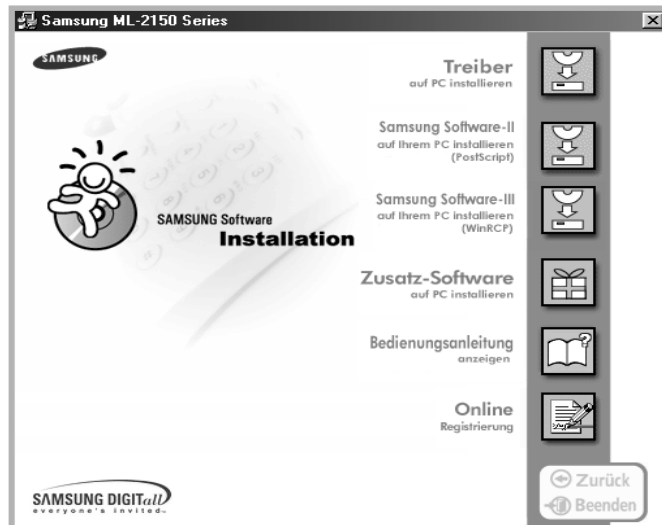 Samsung ML-2150 Series
SAMSUNG
Treiber
auf PC installieren
Samsung Software-II
auf Ihrem PC installieren
(PostScript)
Samsung Software-III
auf Ihrem PC installieren
(WinRCP)
SAMSUNG Software
Installation
Zusatz-Software
auf PC installieren
Bedienungsanleitung
anzeigen
Online
Registrierung
Zurück
Beenden
SAMSUNG DIGITall
everyone's invited™